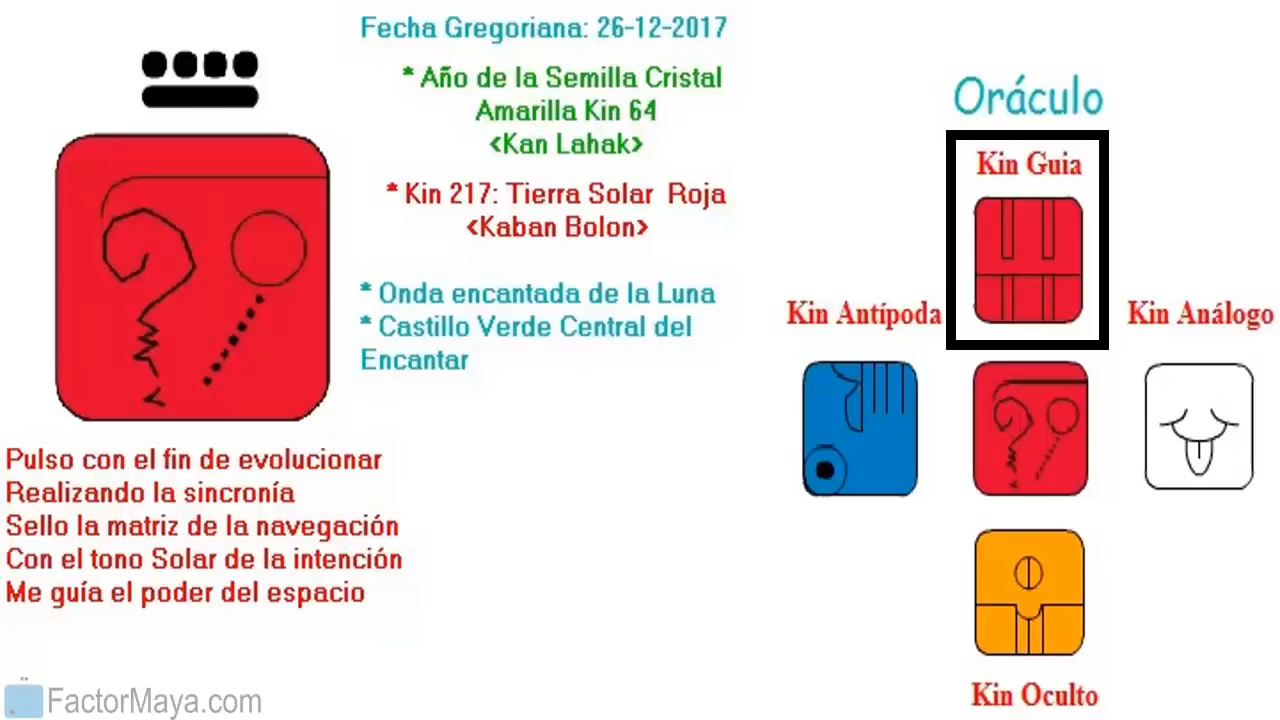 Fecha Gregoriana: 26-12-2017
* Año de la Semilla Cristal
Amarilla Kin 64
<Kan Lahak>
* Kin 217: Tierra Solar Roja
<Kaban Bolon>
* Onda encantada de la Luna
* Castillo Verde Central del
Encantar
Pulso con el fin de evolucionar
Realizando la sincronía
Sello la matriz de la navegación
Con el tono Solar de la intención
Me guía el poder del espacio
Oráculo
Kin Guia
Kin Antípoda
Kin Análogo
Kin Oculto
FactorMaya.com